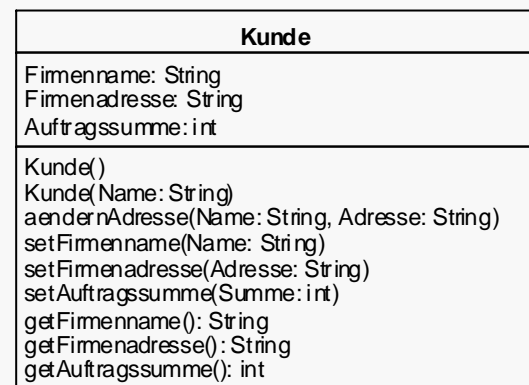 Kunde
Firmenname: String
Firmenadresse: String
Auftragssumme: int
Kunde()
Kunde(Name: String)
aendernAdresse(Name: String, Adresse: String)
setFirmenname(Name: String)
setFirmenadresse(Adresse: String)
setAuftragssumme(Summe: int)
getFirmenname(): String
getFirmenadresse(): String
getAuftragssumme(): int